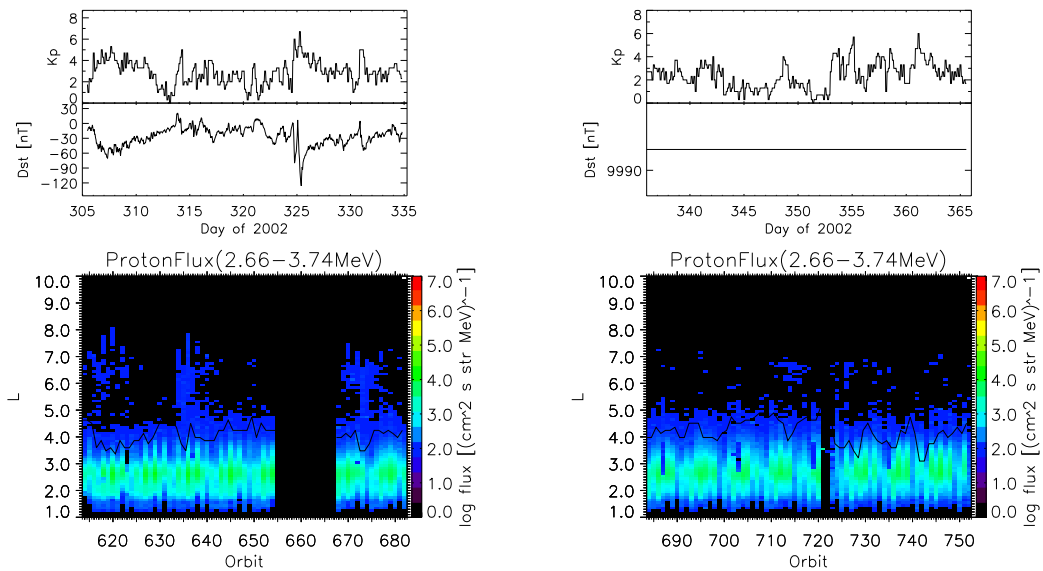 8
6
4
2
0
Kp
30
0
−30
−60
−90
−120
Dst [nT]
305 310 315 320 325 330 335
Day of 2002
ProtonFlux(2.66−3.74MeV)
10.0
9.0
8.0
7.0
6.0
5.0
4.0
3.0
2.0
1.0
L
620 630 640 650 660 670 680
Orbit
7.0
6.0
5.0
4.0
3.0
2.0
1.0
0.0
log flux [(cm^2 s str MeV)^−1]
8
6
4
2
0
Kp
9990
Dst [nT]
340 345 350 355 360 365
Day of 2002
ProtonFlux(2.66−3.74MeV)
10.0
9.0
8.0
7.0
6.0
5.0
4.0
3.0
2.0
1.0
L
690 700 710 720 730 740 750
Orbit
7.0
6.0
5.0
4.0
3.0
2.0
1.0
0.0
log flux [(cm^2 s str MeV)^−1]